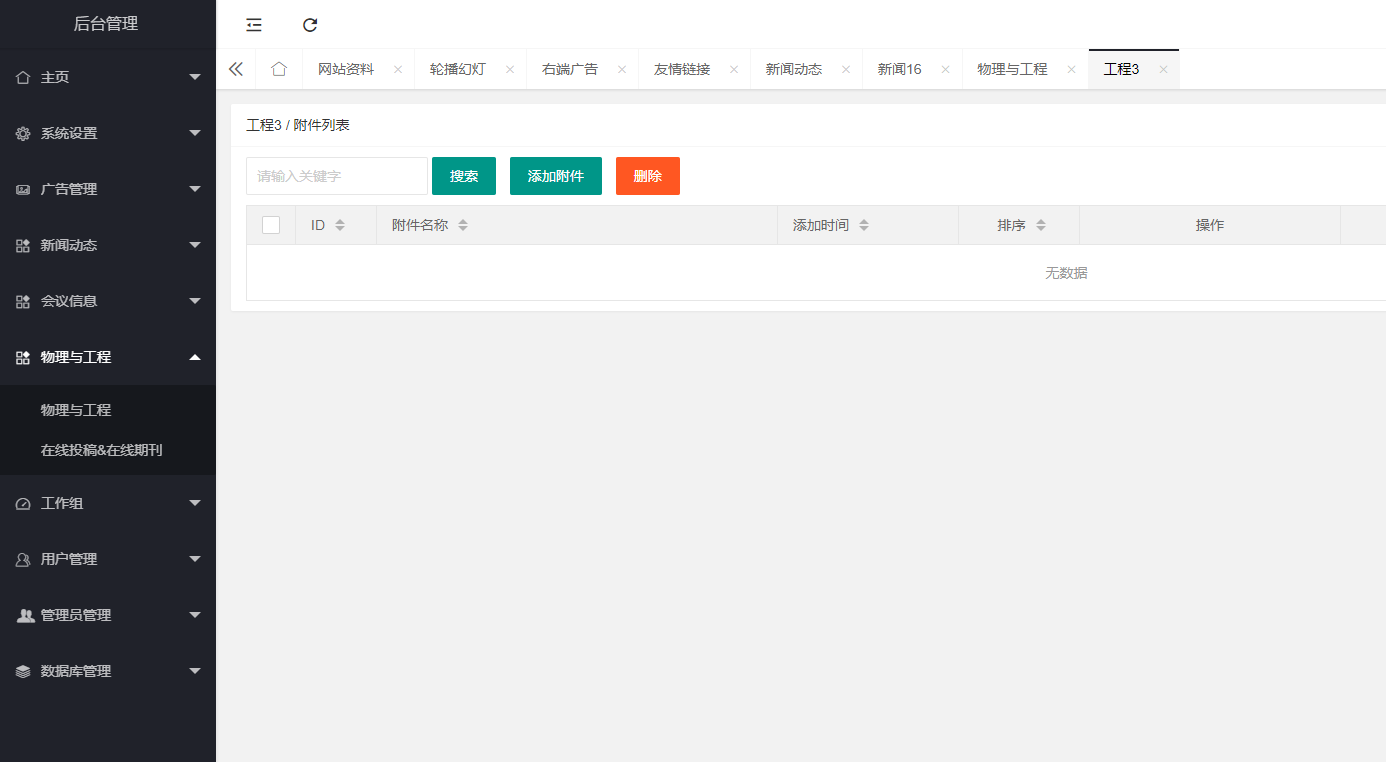 后台管理
主页
系统设置
广告管理
新闻动态
会议信息
物理与工程
物理与工程
在线投稿&在线期刊
工作组
用户管理
管理员管理
数据库管理
网站资料 轮播幻灯 右端广告 友情链接 新闻动态 新闻16 物理与工程 工程3
工程3 / 附件列表
请输入关键字 搜索 添加附件 删除
ID 附件名称 添加时间 排序 操作
无数据